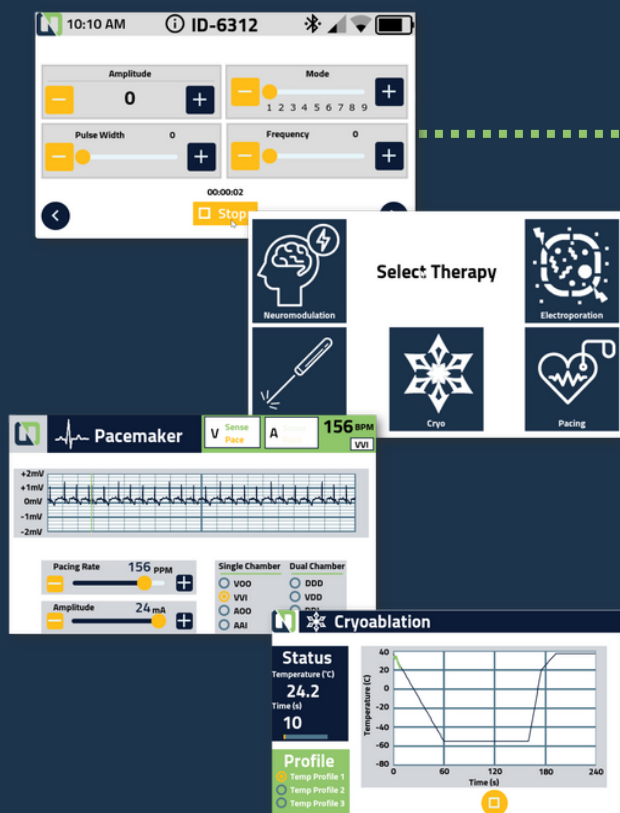 10:10 AM
ID-6312
Amplitude
0
Mode
1 2 3 4 5 6 7 8 9
Pulse Width 0
Frequency 0
00:00:02
Stop
Select Therapy
Neuromodulation
Electroporation
Cryo
Pacing
Pacemaker
V Sense
Pace
A
156 BPM
VVI
+2mV
+1mV
0mV
-1mV
-2mV
Pacing Rate 156 PPM
Amplitude 24 mA
Single Chamber Dual Chamber
VOO DDD
VVI VDD
AOO DDI
AAI
Cryoablation
Status
Temperature (°C)
24.2
Time (s)
10
Profile
Temp Profile 1
Temp Profile 2
Temp Profile 3
Temperature (C)
40
20
0
-20
-40
-60
-80
0 60 120 180 240
Time (s)